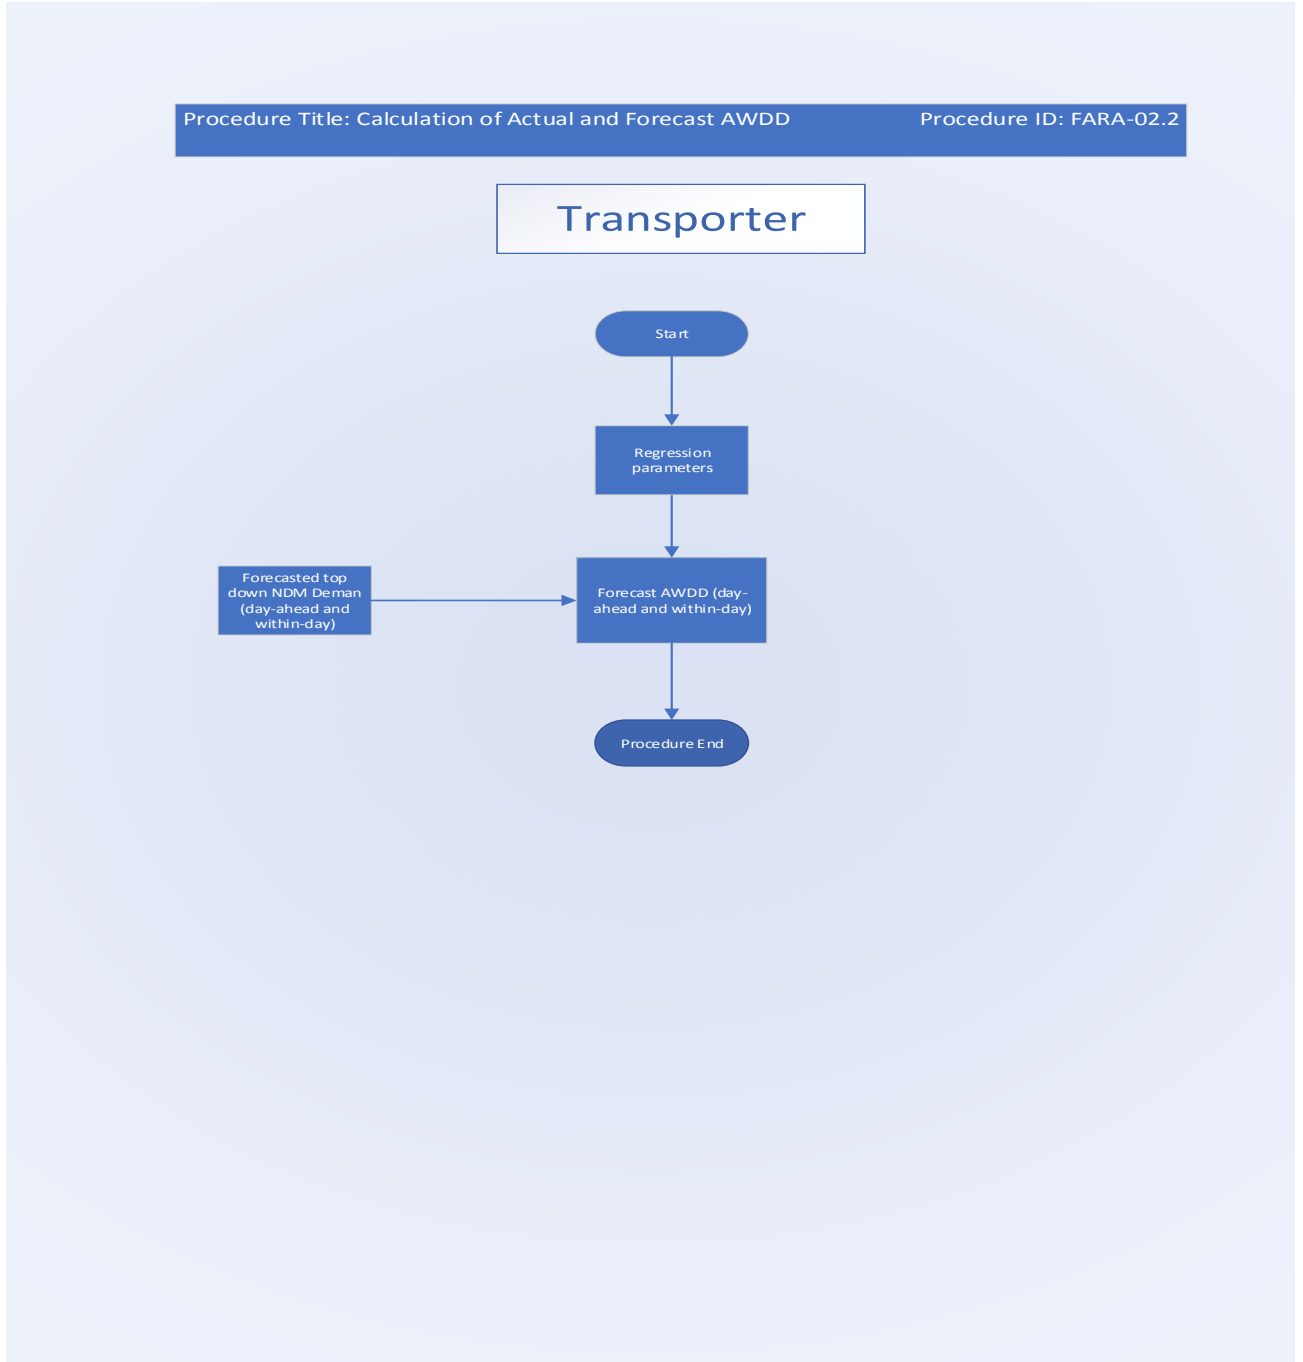 Procedure Title: Calculation of Actual and Forecast AWDD Procedure ID: FARA-02.2
Transporter
Start
Regression
parameters
Forecasted top
down NDM Deman
(day-ahead and
within-day)
Forecast AWDD (day-
ahead and within-day)
Procedure End